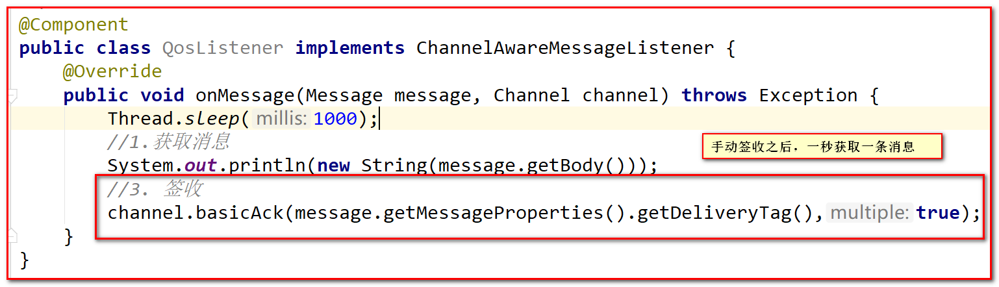 @Component
public class QosListener implements ChannelAwareMessageListener {
@Override
public void onMessage(Message message, Channel channel) throws Exception {
Thread.sleep( millis: 1000);
//1.获取消息
手动签收之后，一秒获取一条消息
System.out.println(new String(message.getBody()));
//3. 签收
channel.basicAck(message.getMessageProperties().getDeliveryTag(), multiple: true);
}
}